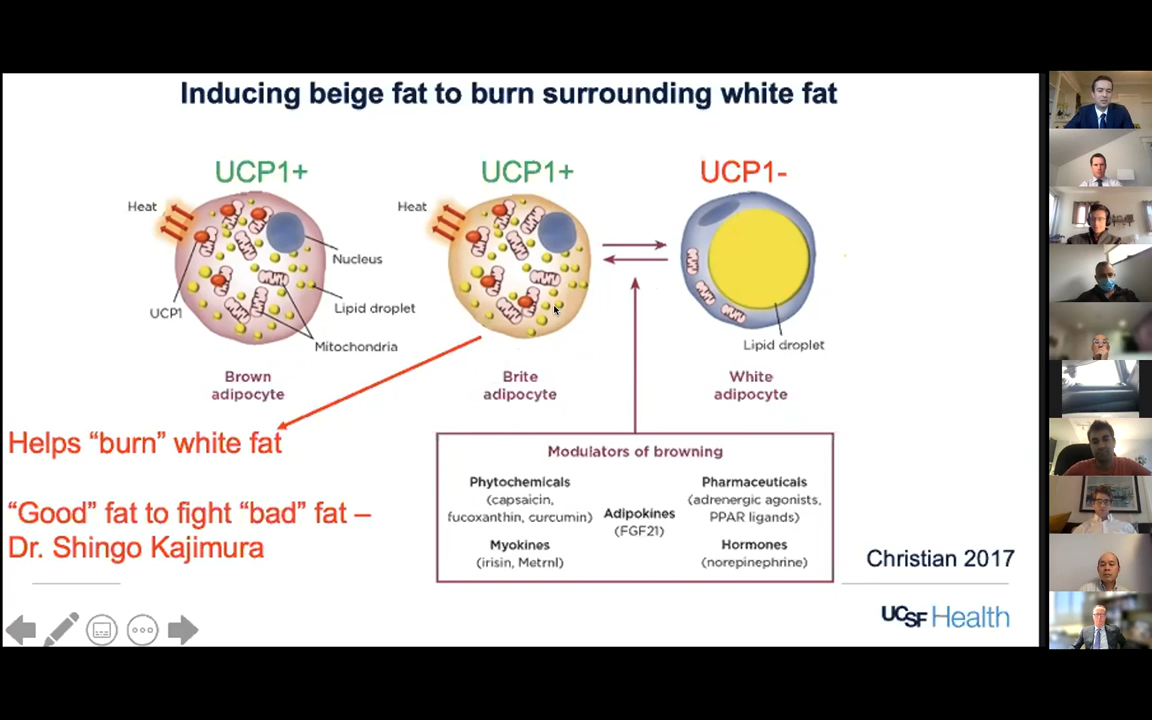 Inducing beige fat to burn surrounding white fat
UCP1+
UCP1+
UCP1-
Heat
Heat
Nucleus
UCP1
Lipid droplet
Mitochondria
Lipid droplet
Brown
adipocyte
Brite
adipocyte
White
adipocyte
Helps “burn” white fat
“Good” fat to fight “bad” fat –
Dr. Shingo Kajimura
Modulators of browning
Phytochemicals
(capsaicin,
fucoxanthin, curcumin)
Myokines
(irisin, Metrnl)
Adipokines
(FGF21)
Pharmaceuticals
(adrenergic agonists,
PPAR ligands)
Hormones
(norepinephrine)
Christian 2017
UCSF Health